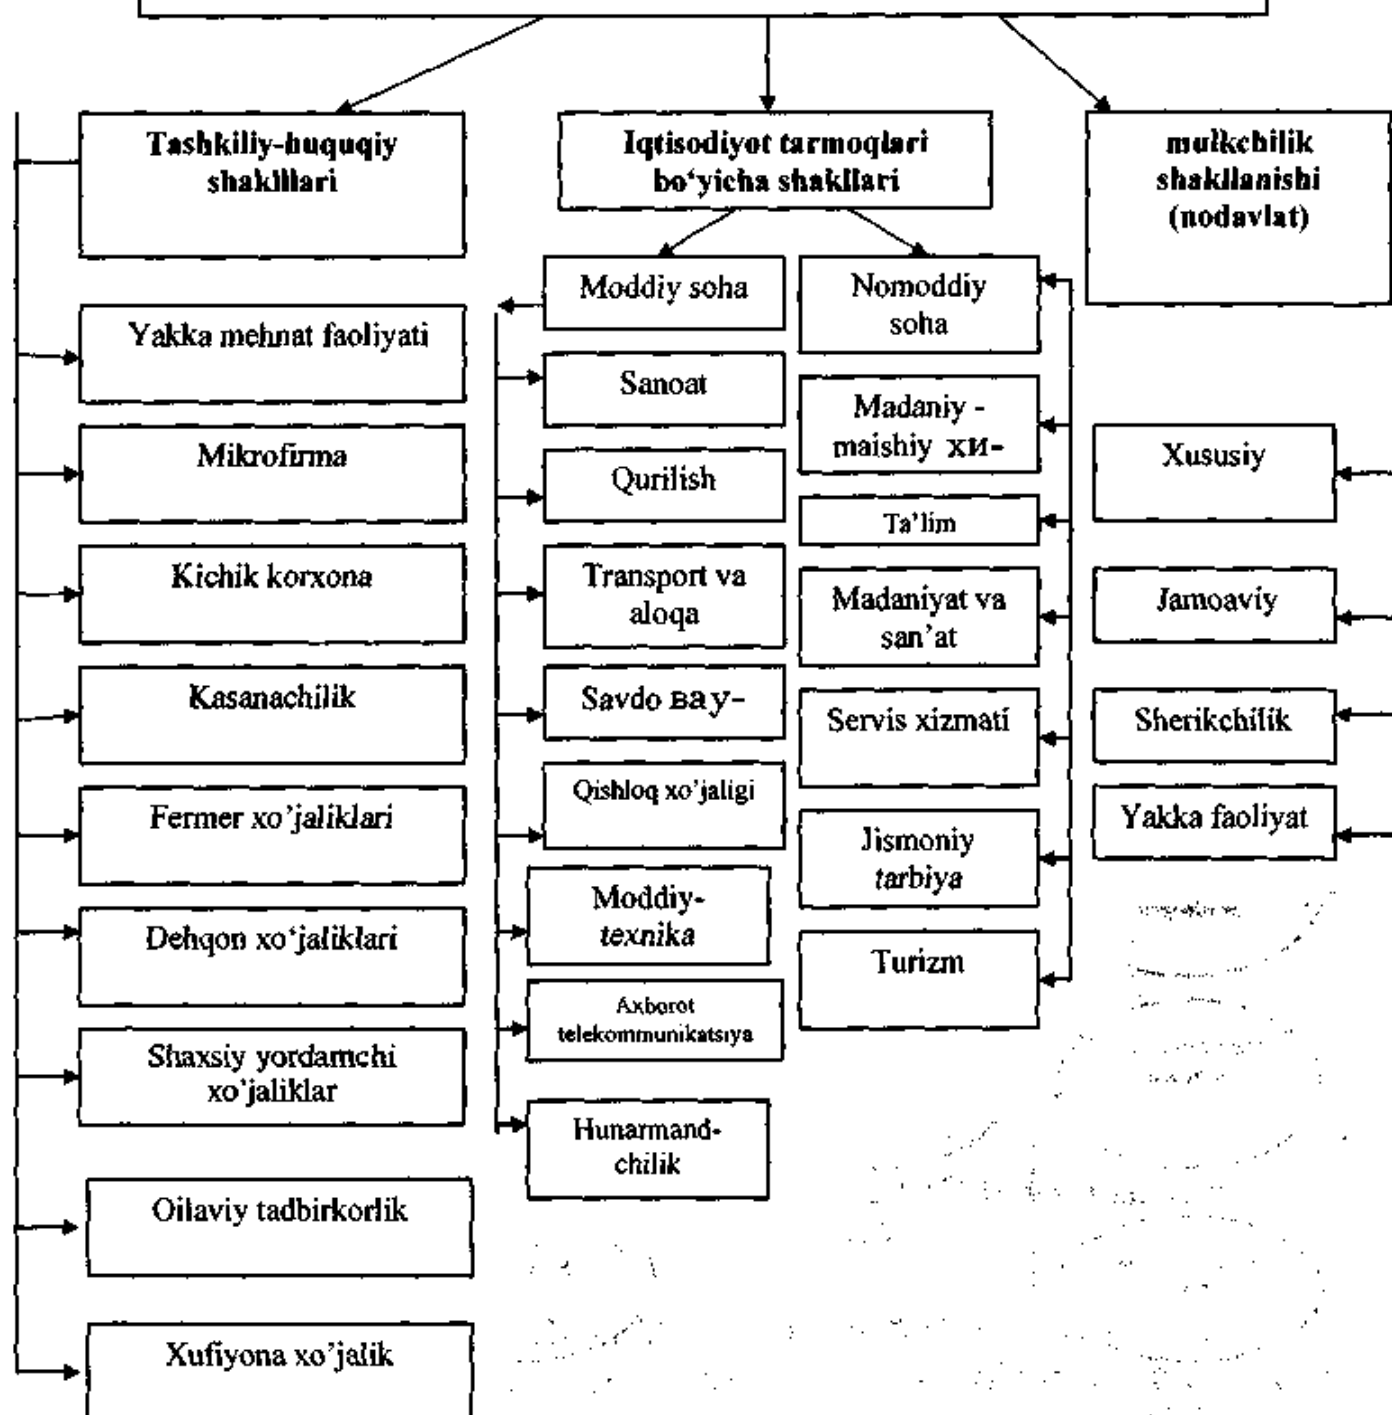 Tashkiliy-huquqiy
shakllari
Yakka mehnat faoliyati
Mikrofirma
Kichik korxona
Kasanachilik
Fermer xo’jaliklari
Dehqon xo‘jaliklari
Shaxsiy yordamchi
xo’jaliklar
Oilaviy tadbirkorlik
Xufiyona xo’jalik
Iqtisodiyot tarmoqlari
bo‘yicha shakllari
Moddiy soha
Sanoat
Qurilish
Transport va
aloqa
Savdo ва у-
Qishloq xo’jaligi
Moddiy-
texnika
Axborot
telekommunikatsiya
Hunarmand-
chilik
Nomoddiy
soha
Madaniy -
maishiy хи-
Ta’lim
Madaniyat va
san’at
Servis xizmati
Jismoniy
tarbiya
Turizm
mulkchilik
shakllanishi
(nodavlat)
Xususiy
Jamoaviy
Sherikchilik
Yakka faoliyat